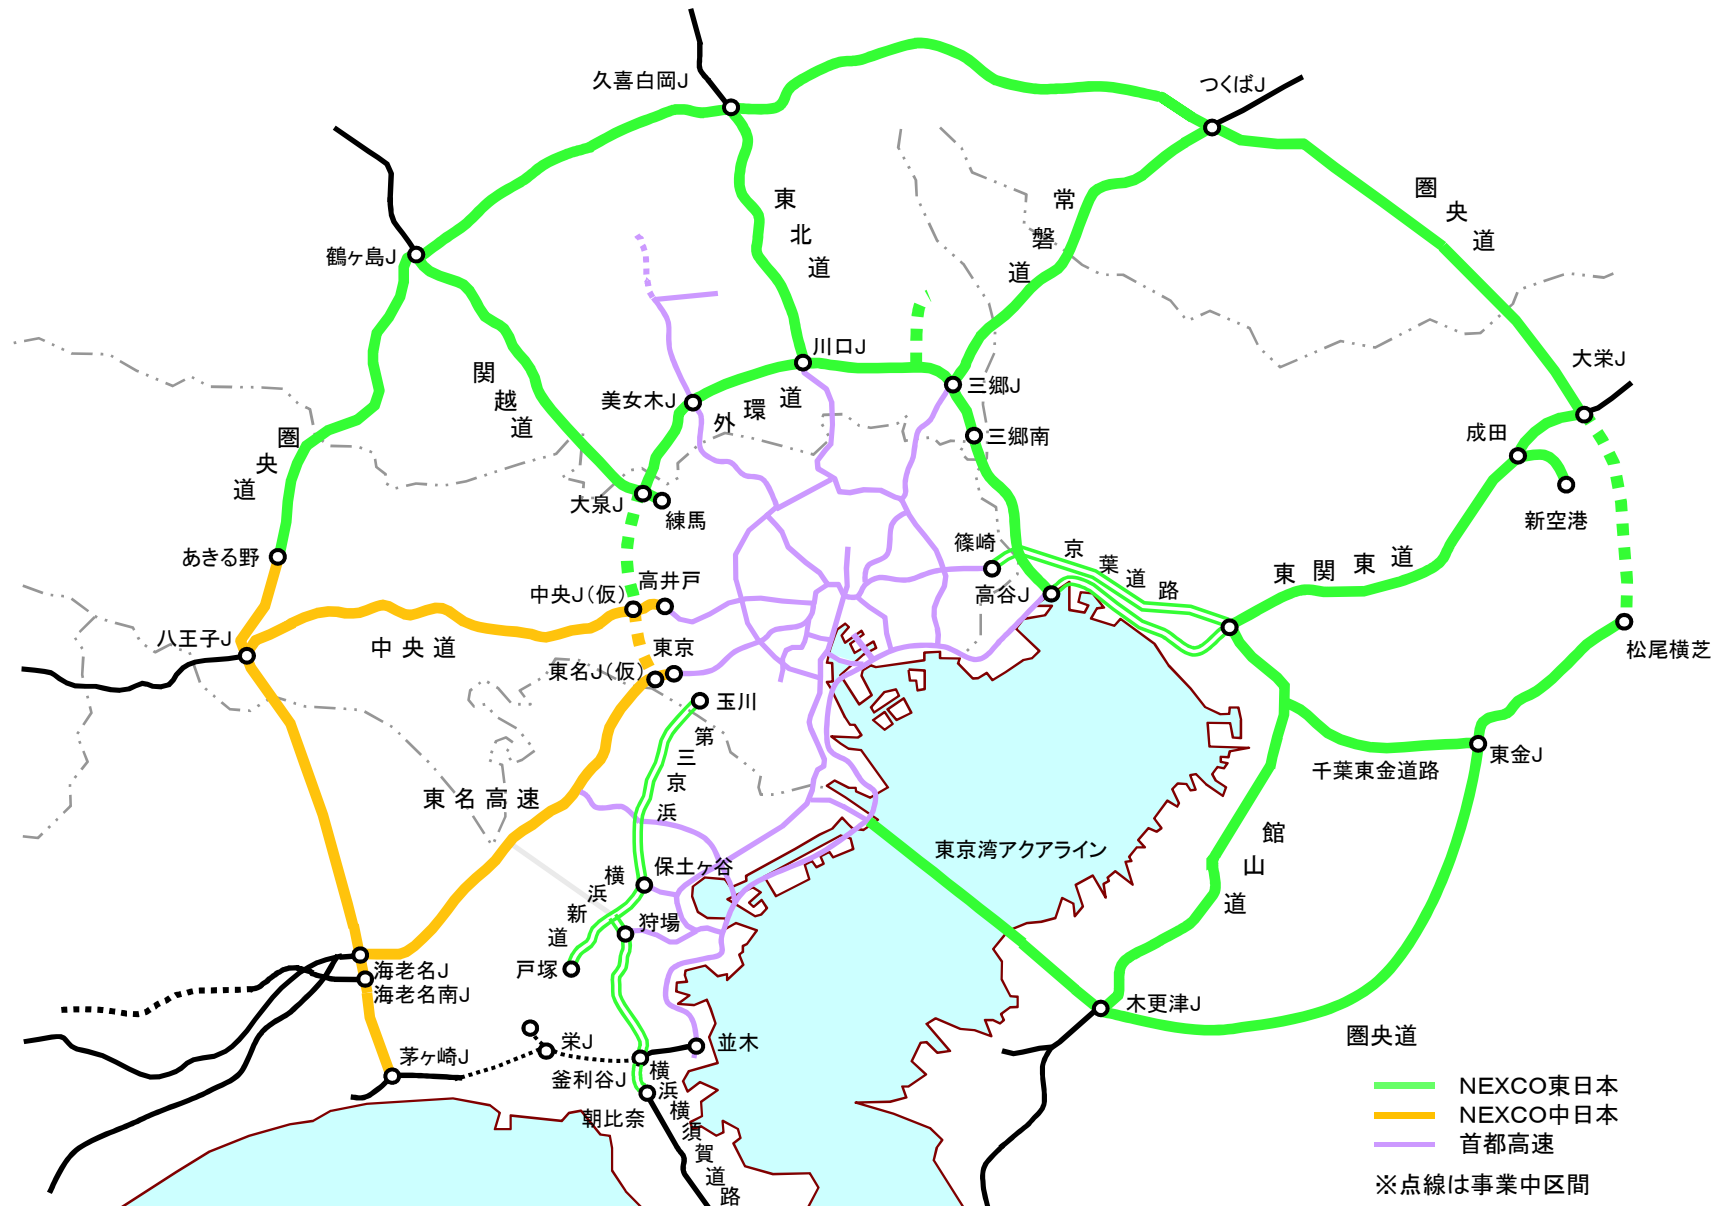 久喜白岡J
つくばJ
鶴ヶ島J
東北道
常磐道
圏央道
川口J
大栄J
三郷J
関越道
美女木J
外環道
三郷南
成田
圏央道
大泉J
練馬
新空港
あきる野
篠崎
京葉道路
東関東道
中央J(仮)
高井戸
高谷J
八王子J
中央道
東京
東名J(仮)
松尾横芝
玉川
第三京浜
東金J
千葉東金道路
東名高速
東京湾アクアライン
館山道
保土ヶ谷
横浜新道
狩場
戸塚
海老名J
海老名南J
木更津J
圏央道
栄J
並木
茅ヶ崎J
釜利谷J
横浜横須賀道路
朝比奈
NEXCO東日本
NEXCO中日本
首都高速
※点線は事業中区間